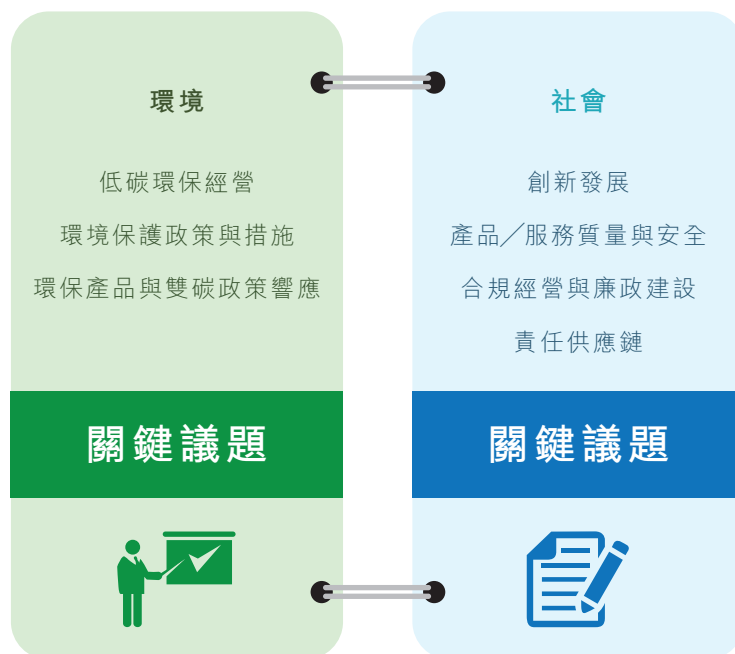 環境
低碳環保經營
環境保護政策與措施
環保產品與雙碳政策響應
關鍵議題
社會
創新發展
產品／服務質量與安全
合規經營與廉政建設
責任供應鏈
關鍵議題